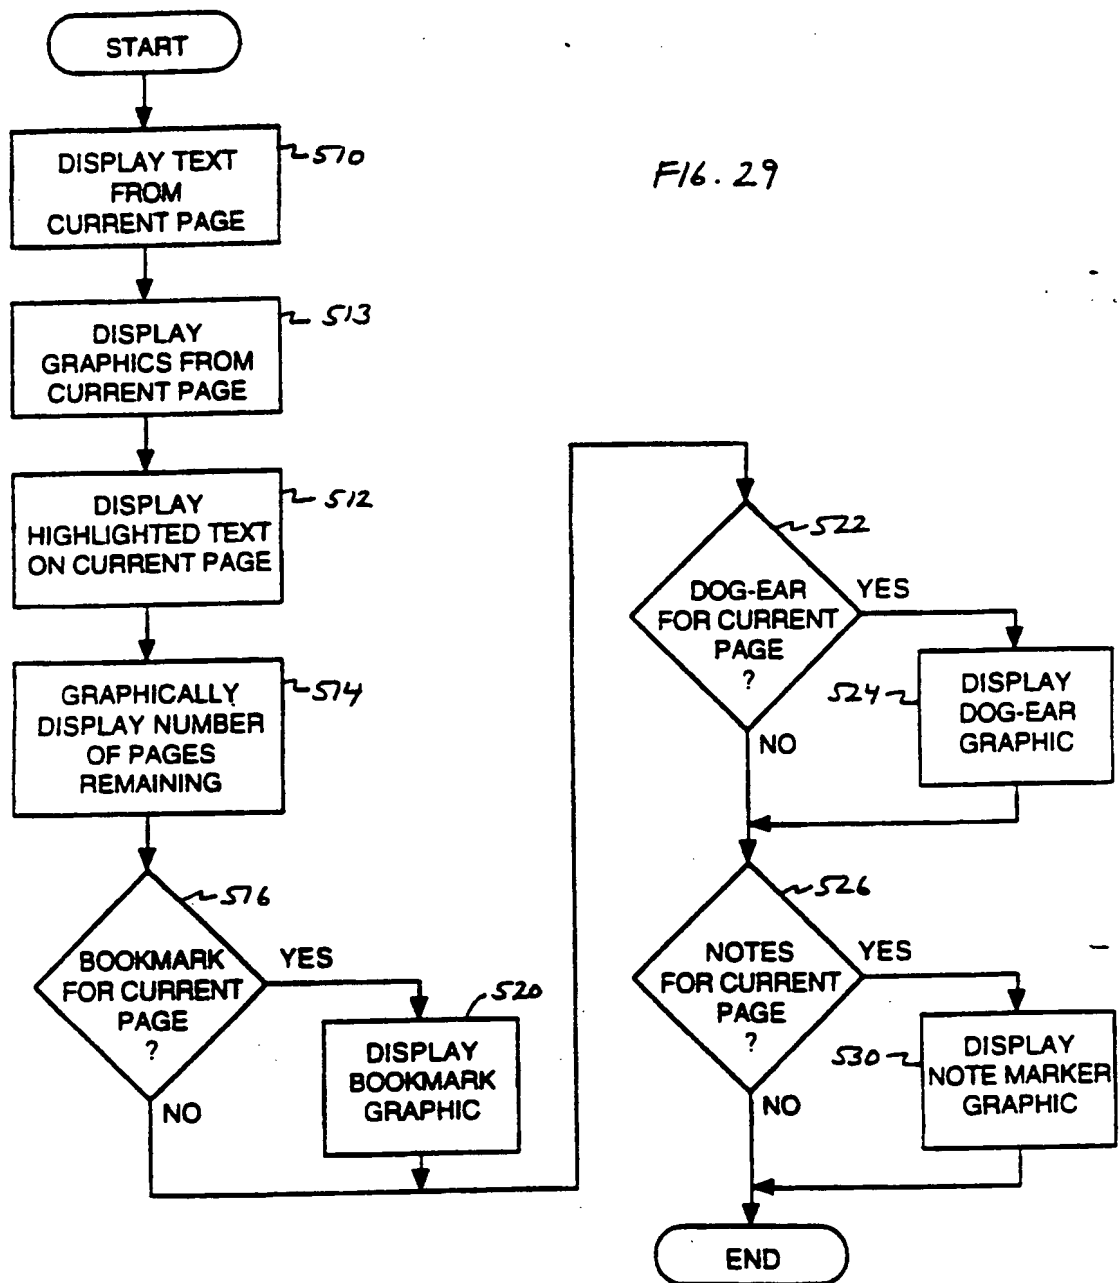 START
DISPLAY TEXT
FROM
CURRENT PAGE
510
DISPLAY
GRAPHICS FROM
CURRENT PAGE
513
DISPLAY
HIGHLIGHTED TEXT
ON CURRENT PAGE
512
GRAPHICALLY
DISPLAY NUMBER
OF PAGES
REMAINING
514
516
BOOKMARK
FOR CURRENT
PAGE
?
YES
NO
520
DISPLAY
BOOKMARK
GRAPHIC
FIG. 29
522
DOG-EAR
FOR CURRENT
PAGE
?
YES
NO
524
DISPLAY
DOG-EAR
GRAPHIC
526
NOTES
FOR CURRENT
PAGE
?
YES
NO
530
DISPLAY
NOTE MARKER
GRAPHIC
END